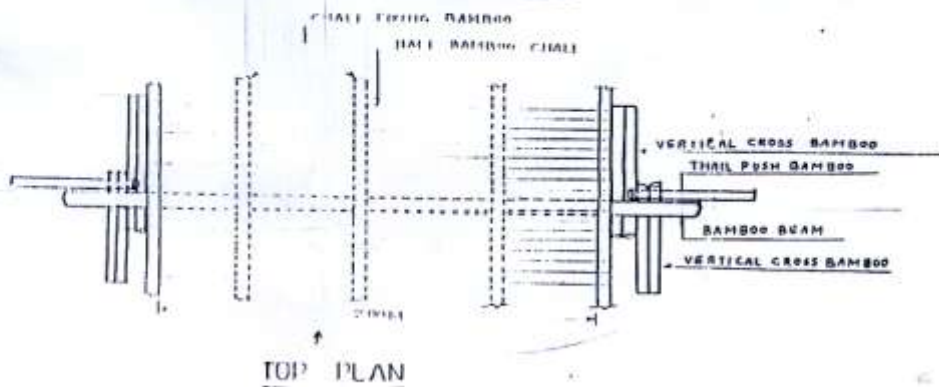 CHALI FIXING BAMBOO
HALF BAMBOO CHALI
VERTICAL CROSS BAMBOO
THAIL PUSH BAMBOO
BAMBOO BEAM
VERTICAL CROSS BAMBOO
TOP PLAN